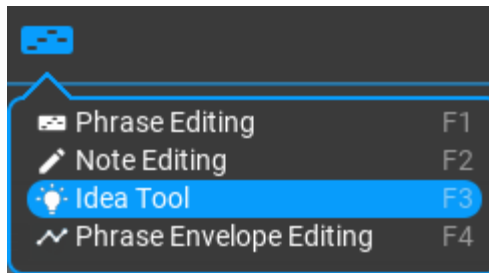 Phrase Editing F1
Note Editing F2
Idea Tool F3
Phrase Envelope Editing F4